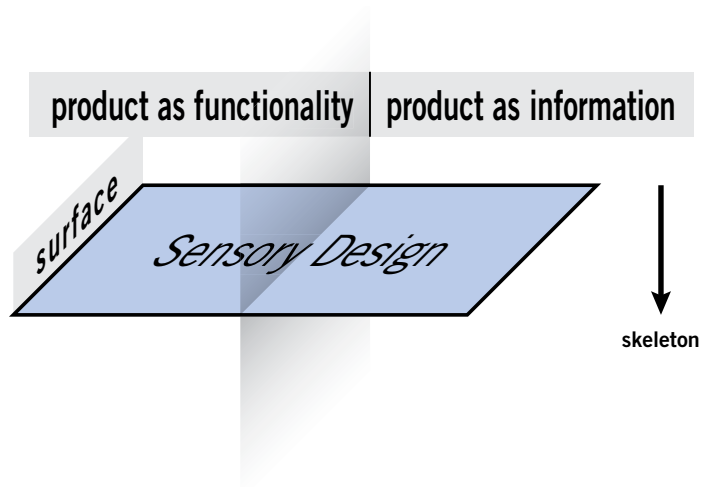 product as functionality
product as information
surface
Sensory Design
skeleton